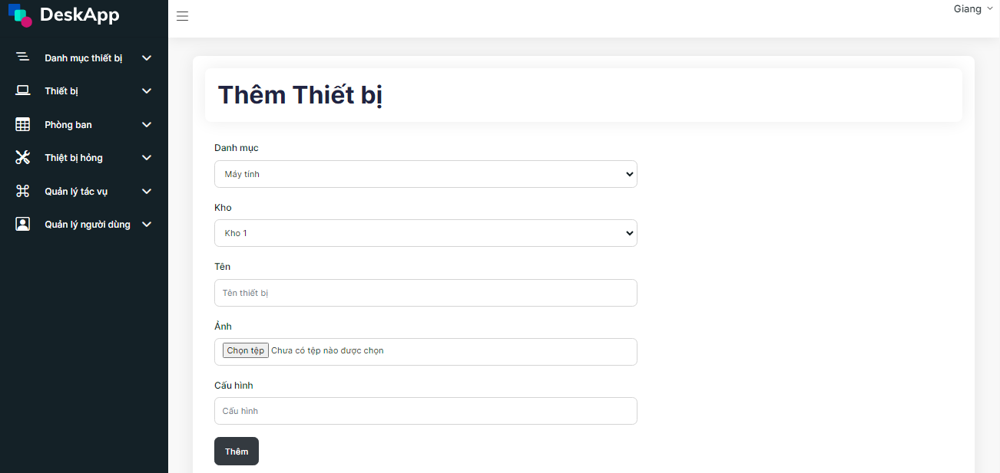 DeskApp
Giang
Danh mục thiết bị
Thiết bị
Phòng ban
Thiệt bị hỏng
Quản lý tác vụ
Quản lý người dùng
Thêm Thiết bị
Danh mục
Máy tính
Kho
Kho 1
Tên
Tên thiết bị
Ảnh
Chọn tệp Chưa có tệp nào được chọn
Cấu hình
Cấu hình
Thêm